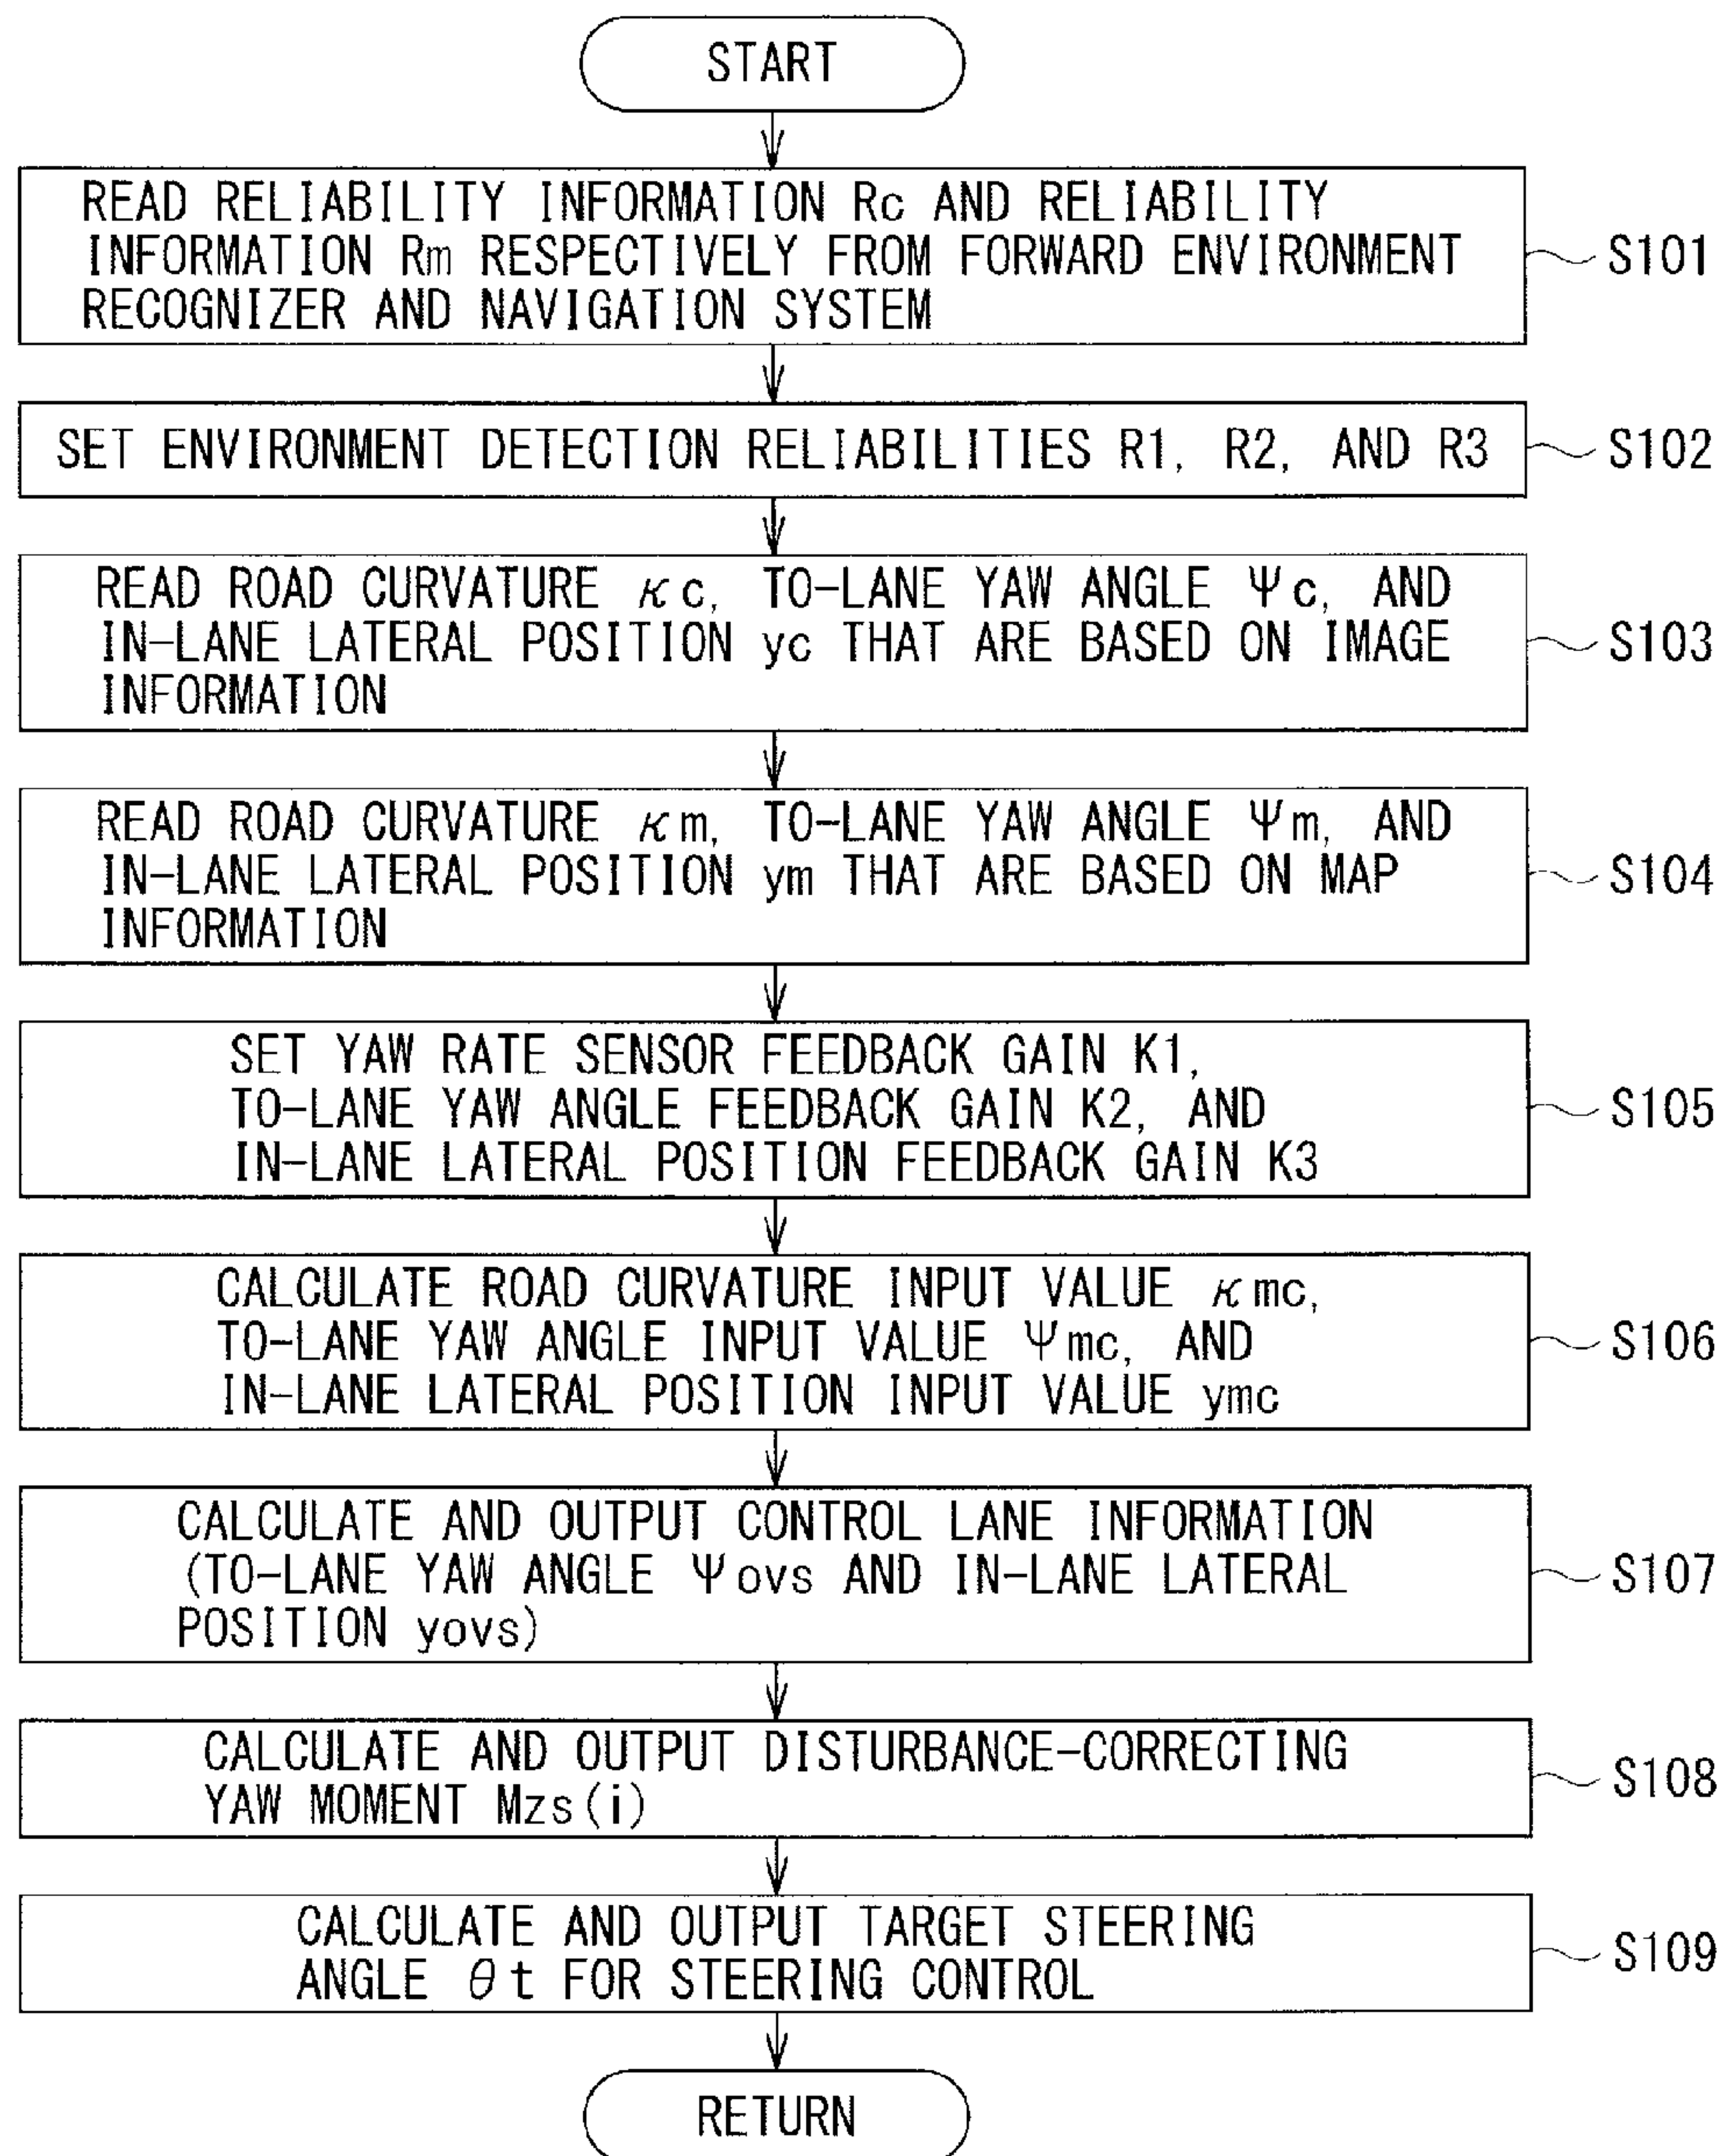 START
READ RELIABILITY INFORMATION Rc AND RELIABILITY
INFORMATION Rm RESPECTIVELY FROM FORWARD ENVIRONMENT
RECOGNIZER AND NAVIGATION SYSTEM
S101
SET ENVIRONMENT DETECTION RELIABILITIES R1, R2, AND R3
S102
READ ROAD CURVATURE κc, TO-LANE YAW ANGLE Ψc, AND
IN-LANE LATERAL POSITION yc THAT ARE BASED ON IMAGE
INFORMATION
S103
READ ROAD CURVATURE κm, TO-LANE YAW ANGLE Ψm, AND
IN-LANE LATERAL POSITION ym THAT ARE BASED ON MAP
INFORMATION
S104
SET YAW RATE SENSOR FEEDBACK GAIN K1,
TO-LANE YAW ANGLE FEEDBACK GAIN K2, AND
IN-LANE LATERAL POSITION FEEDBACK GAIN K3
S105
CALCULATE ROAD CURVATURE INPUT VALUE κmc,
TO-LANE YAW ANGLE INPUT VALUE Ψmc, AND
IN-LANE LATERAL POSITION INPUT VALUE ymc
S106
CALCULATE AND OUTPUT CONTROL LANE INFORMATION
(TO-LANE YAW ANGLE Ψovs AND IN-LANE LATERAL
POSITION yovs)
S107
CALCULATE AND OUTPUT DISTURBANCE-CORRECTING
YAW MOMENT Mzs(i)
S108
CALCULATE AND OUTPUT TARGET STEERING
ANGLE θt FOR STEERING CONTROL
S109
RETURN